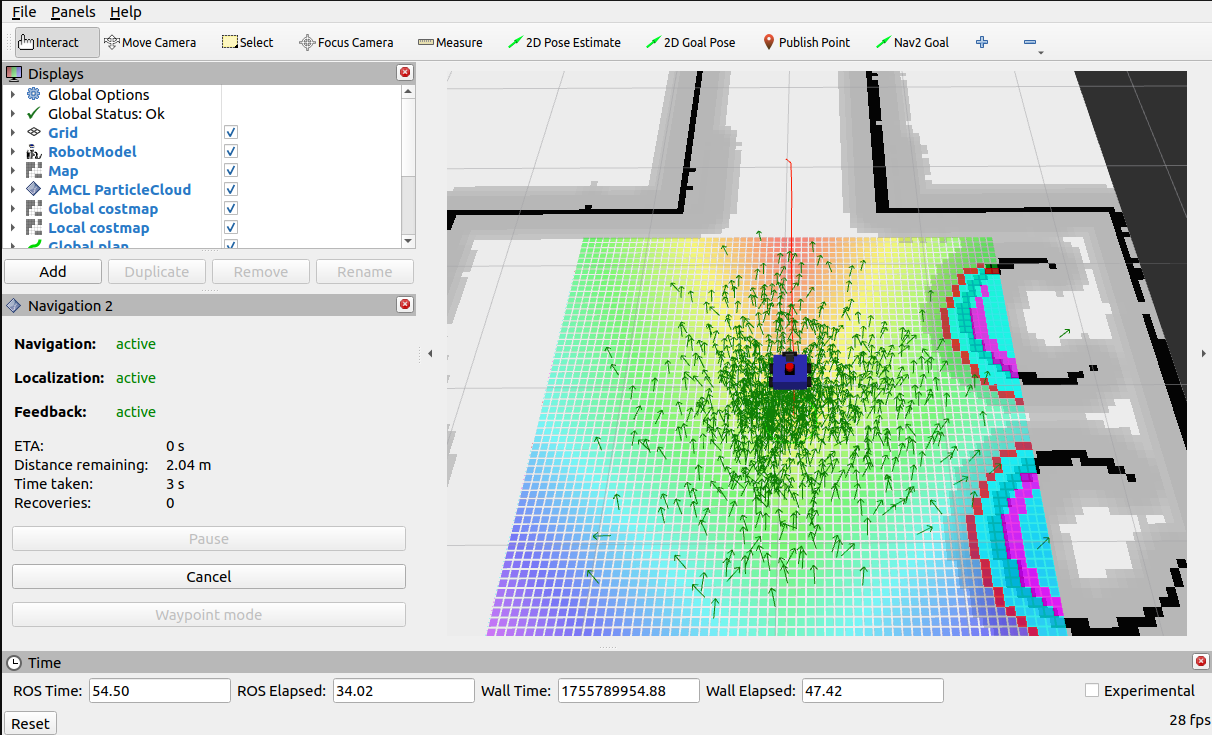 File Panels Help
Interact Move Camera Select Focus Camera Measure 2D Pose Estimate 2D Goal Pose Publish Point Nav2 Goal
Displays
Global Options
Global Status: Ok
Grid
RobotModel
Map
AMCL ParticleCloud
Global costmap
Local costmap
Global plan
Add Duplicate Remove Rename
Navigation 2
Navigation: active
Localization: active
Feedback: active
ETA: 0 s
Distance remaining: 2.04 m
Time taken: 3 s
Recoveries: 0
Pause
Cancel
Waypoint mode
Time
ROS Time: 54.50 ROS Elapsed: 34.02 Wall Time: 1755789954.88 Wall Elapsed: 47.42 Experimental
Reset 28 fps